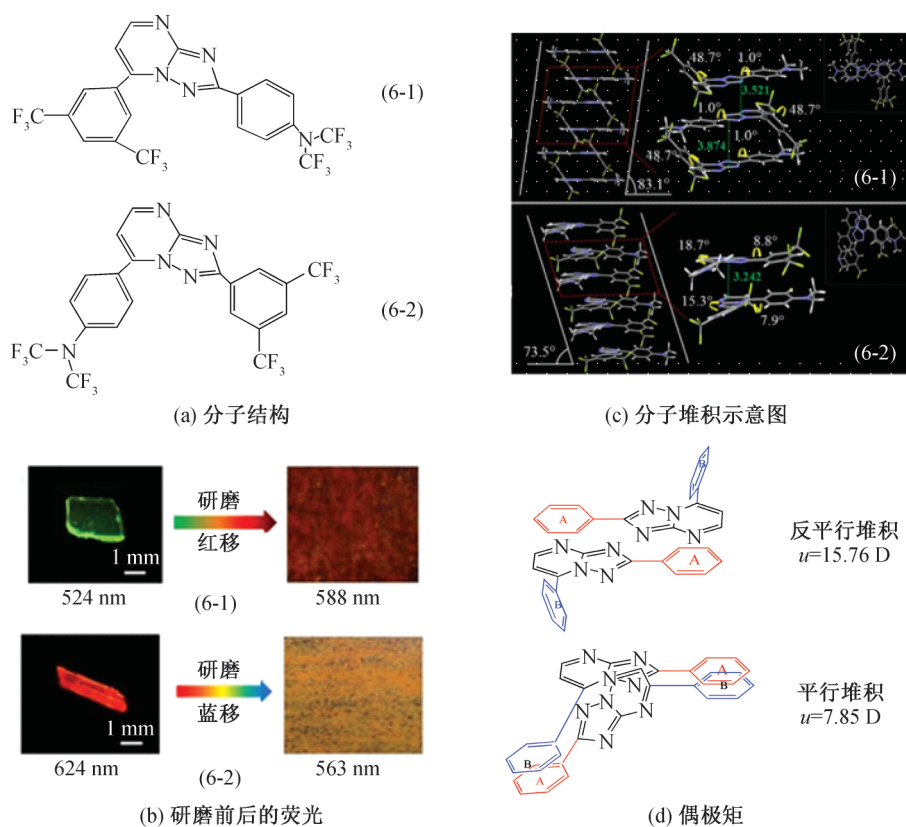 N
N
N
N
F₃C
CF₃
N
CF₃
CF₃
(6-1)
N
N
N
N
CF₃
CF₃
F₃C
N
CF₃
(6-2)
(a) 分子结构
48.7°
1.0°
3.521
1.0°
48.7°
1.0°
3.874
48.7°
83.1°
(6-1)
18.7°
8.8°
3.242
15.3°
7.9°
73.5°
(6-2)
(c) 分子堆积示意图
研磨
红移
1 mm
524 nm
(6-1)
588 nm
研磨
蓝移
1 mm
624 nm
(6-2)
563 nm
(b) 研磨前后的荧光
B
A
N
N
N
N
N
N
N
N
A
B
反平行堆积
u=15.76 D
N
N
A
B
N
N
N
N
N
N
B
A
平行堆积
u=7.85 D
(d) 偶极矩